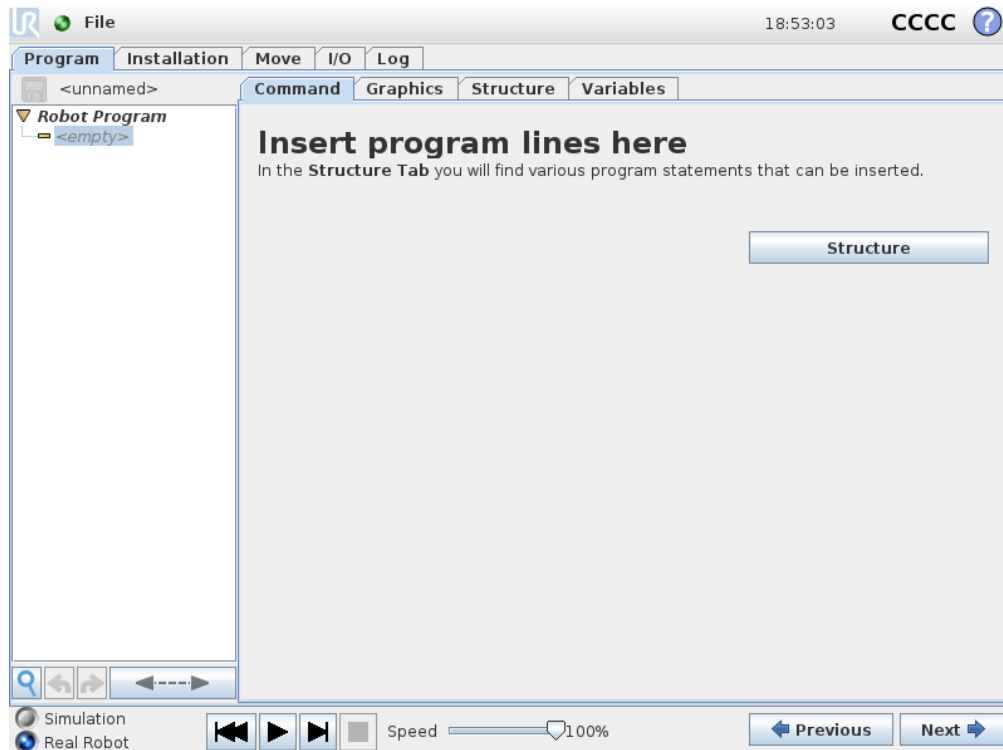 UR File 18:53:03 CCCC ?
Program Installation Move I/O Log
<unnamed>
Command Graphics Structure Variables
Robot Program
<empty>
Insert program lines here
In the Structure Tab you will find various program statements that can be inserted.
Structure
Simulation
Real Robot
Speed 100%
Previous Next